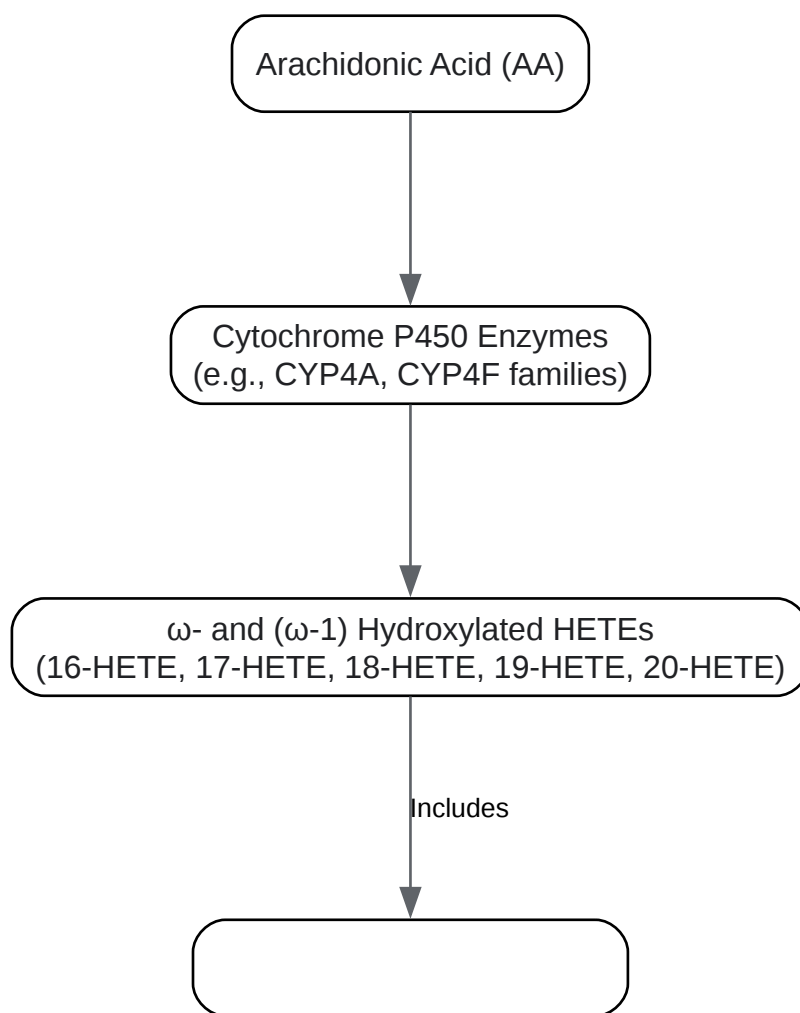 Arachidonic Acid (AA)
Cytochrome P450 Enzymes
(e.g., CYP4A, CYP4F families)
ω- and (ω-1) Hydroxylated HETEs
(16-HETE, 17-HETE, 18-HETE, 19-HETE, 20-HETE)
Includes